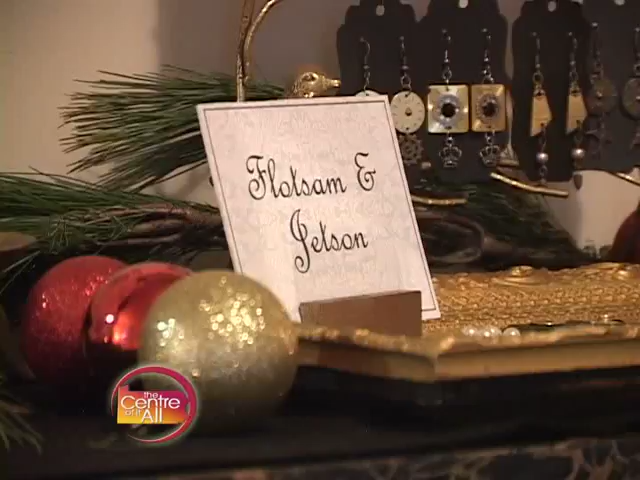 Flotsam &
Jetson
the
Centre
of it
All